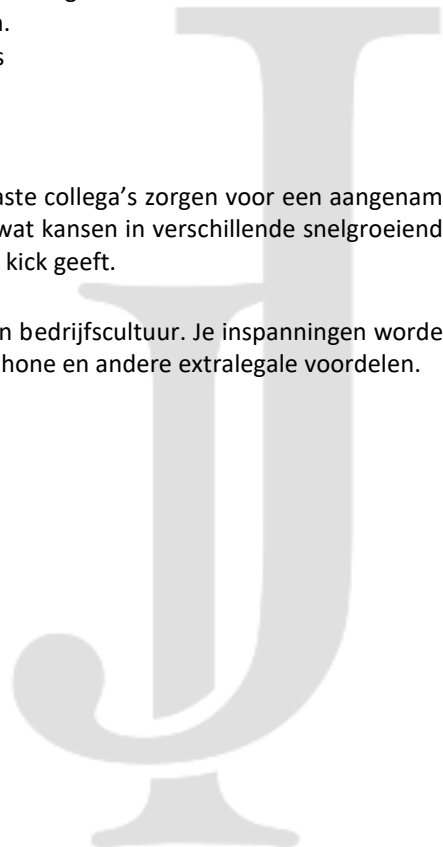 n.
s
aste collega’s zorgen voor een aangenam
wat kansen in verschillende snelgroeiend
kick geeft.
n bedrijfscultuur. Je inspanningen worde
hone en andere extralegale voordelen.